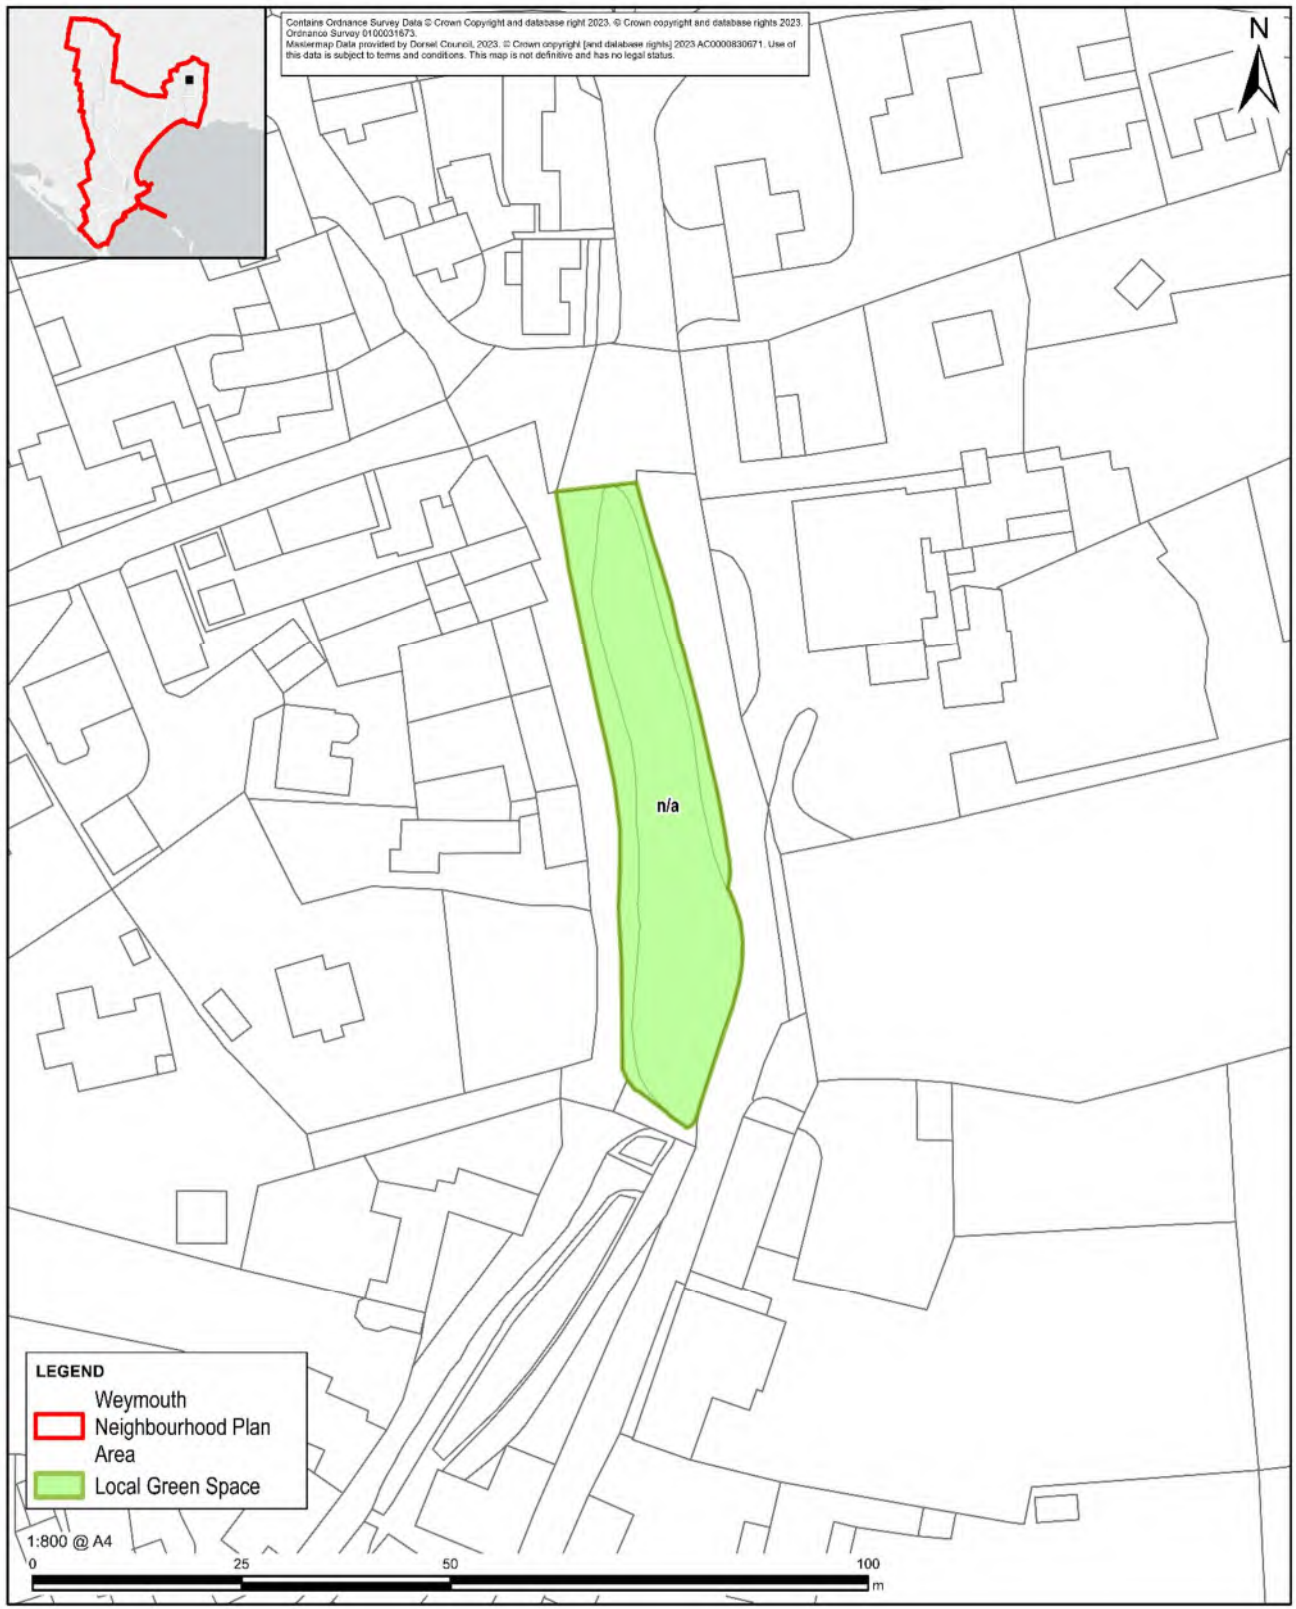 Contains Ordnance Survey Data © Crown Copyright and database right 2023. © Crown copyright and database rights 2023.
Ordnance Survey 0100031673.
Mastermap Data provided by Dorset Council, 2023. © Crown copyright [and database rights] 2023 AC0000830671. Use of
this data is subject to terms and conditions. This map is not definitive and has no legal status.
N
n/a
LEGEND
Weymouth
Neighbourhood Plan
Area
Local Green Space
1:800 @ A4
0 25 50 100
m